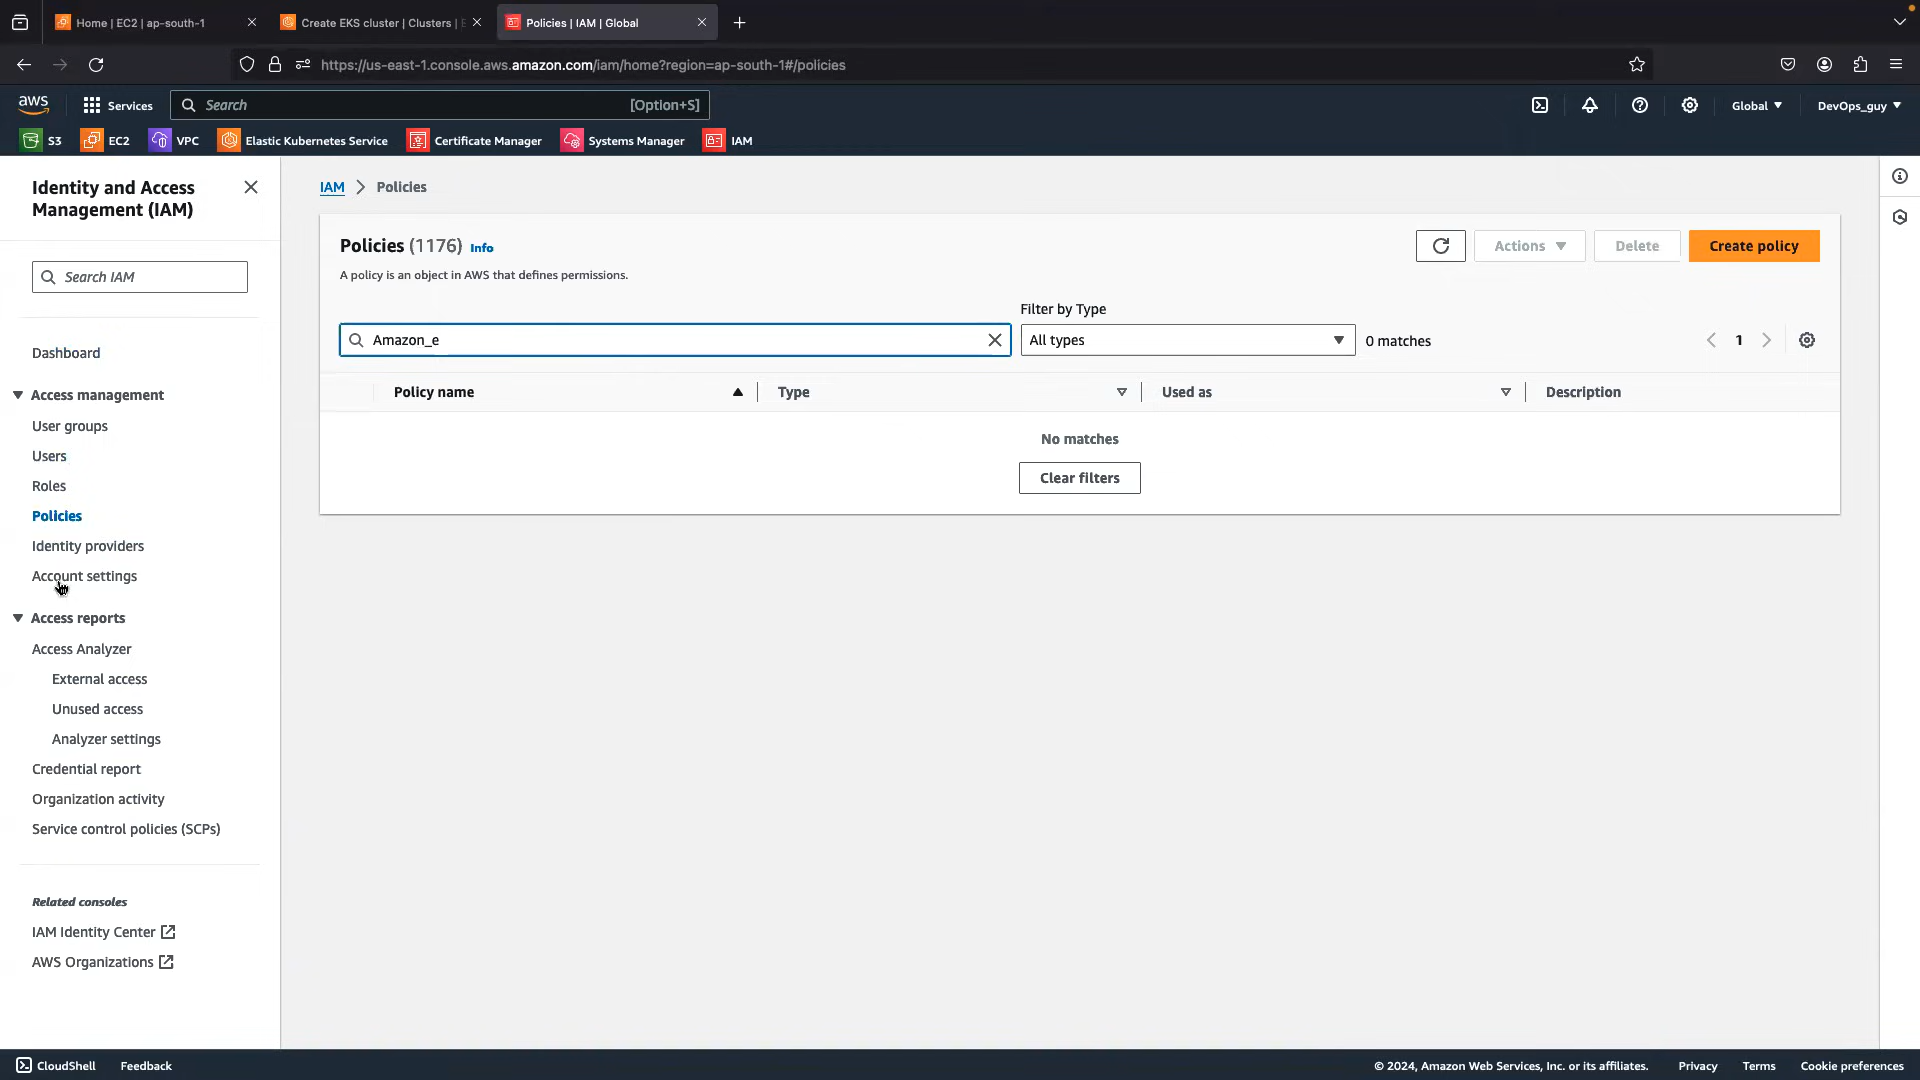 Home | EC2 | ap-south-1
Create EKS cluster | Clusters | E
Policies | IAM | Global
https://us-east-1.console.aws.amazon.com/iam/home?region=ap-south-1#/policies
aws
Services
Search
[Option+S]
Global
DevOps_guy
S3
EC2
VPC
Elastic Kubernetes Service
Certificate Manager
Systems Manager
IAM
Identity and Access
Management (IAM)
Search IAM
Dashboard
Access management
User groups
Users
Roles
Policies
Identity providers
Account settings
Access reports
Access Analyzer
External access
Unused access
Analyzer settings
Credential report
Organization activity
Service control policies (SCPs)
Related consoles
IAM Identity Center
AWS Organizations
IAM > Policies
Policies (1176) Info
A policy is an object in AWS that defines permissions.
Actions
Delete
Create policy
Filter by Type
Amazon_e
All types
0 matches
1
Policy name
Type
Used as
Description
No matches
Clear filters
CloudShell
Feedback
© 2024, Amazon Web Services, Inc. or its affiliates.
Privacy
Terms
Cookie preferences